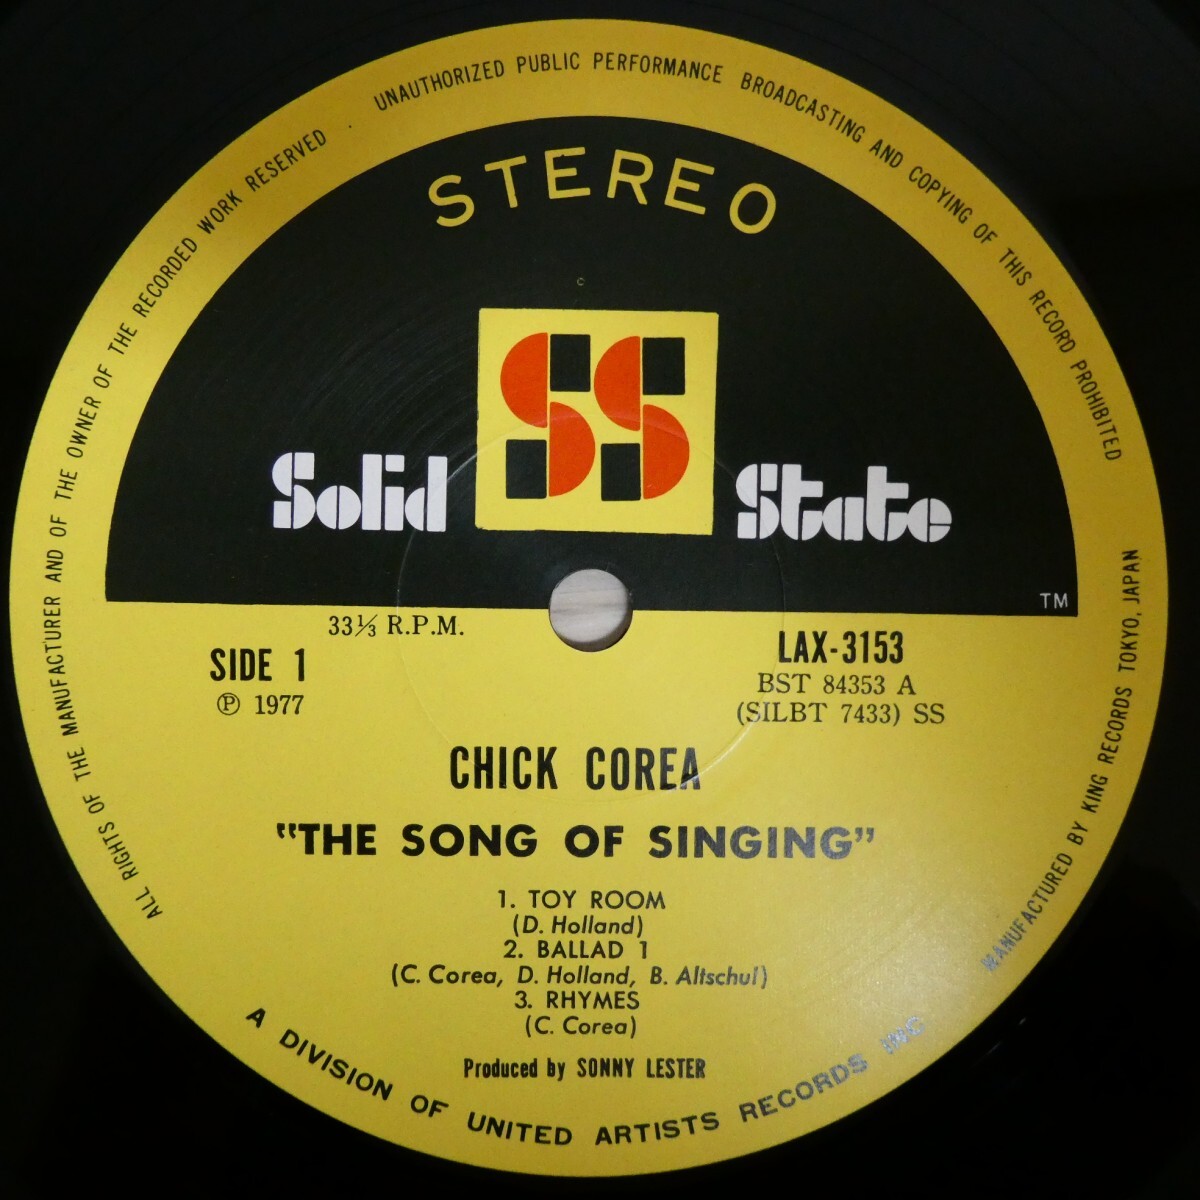 UNAUTHORIZED PUBLIC PERFORMANCE BROADCASTING AND COPYING OF THIS RECORD PROHIBITED
ALL RIGHTS OF THE MANUFACTURER AND OF THE OWNER OF THE RECORDED WORK RESERVED .
STEREO
SS
Solid State
TM
33⅓ R.P.M.
SIDE 1
Ⓟ 1977
LAX-3153
BST 84353 A
(SILBT 7433) SS
CHICK COREA
"THE SONG OF SINGING"
1. TOY ROOM
(D. Holland)
2. BALLAD 1
(C. Corea, D. Holland, B. Altschul)
3. RHYMES
(C. Corea)
Produced by SONNY LESTER
A DIVISION OF UNITED ARTISTS RECORDS INC
MANUFACTURED BY KING RECORDS TOKYO, JAPAN